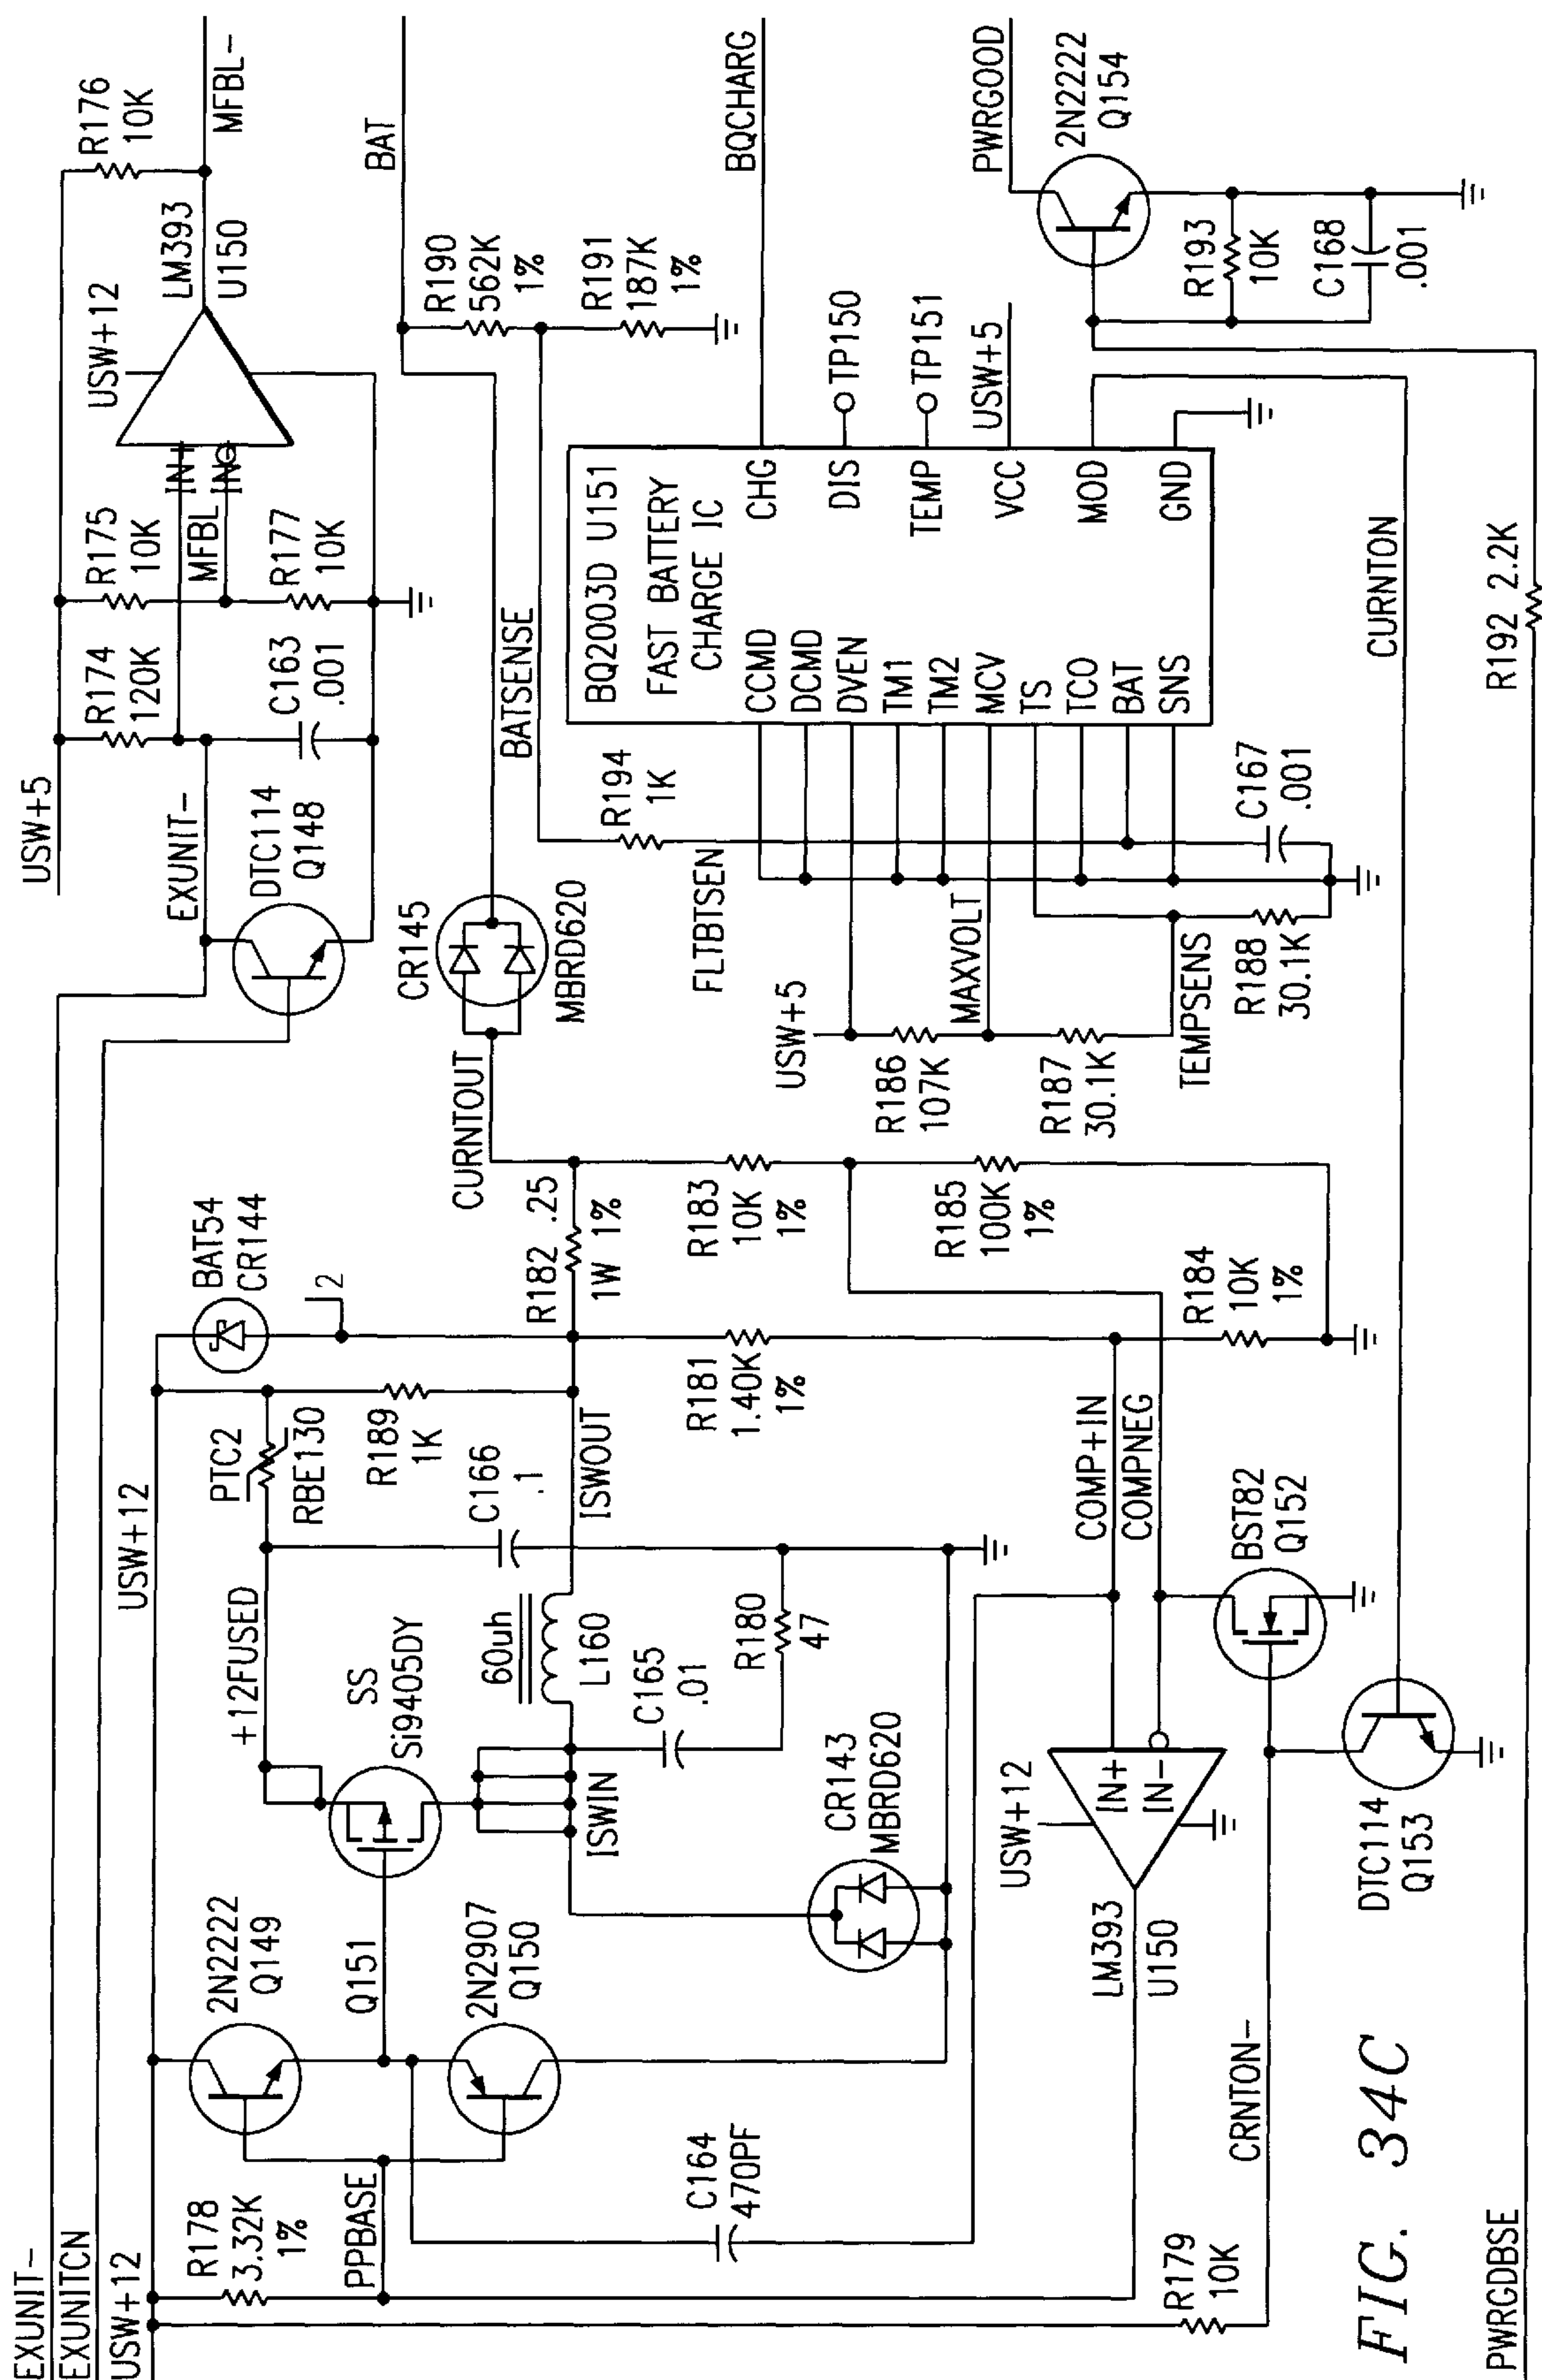 EXUNIT-
EXUNITCN
USW+12
R178
3.32K
1%
PPBASE
2N2222
Q149
Q151
2N2907
Q150
C164
470PF
R179
10K
CRNTON-
PWRGDBSE
USW+12
+12FUSED
SS
Si9405DY
ISWIN
60uh
L160
C165
.01
R180
47
CR143
MBRD620
USW+12
IN+
IN-
LM393
U150
DTC114
Q153
BST82
Q152
PTC2
RBE130
R189
1K
C166
.1
ISWOUT
BAT54
CR144
2
R182 .25
1W 1%
R181
1.40K
1%
COMP+IN
COMPNEG
R184
10K
1%
CURNTOUT
R183
10K
1%
R185
100K
1%
USW+5
EXUNIT-
DTC114
Q148
R174
120K
C163
.001
R175
10K
MFBL
R177
10K
IN+
IN-
USW+12
LM393
U150
R176
10K
MFBL-
CR145
MBRD620
BAT
R190
562K
1%
R191
187K
1%
BATSENSE
R194
1K
FLTBTSEN
USW+5
R186
107K
MAXVOLT
R187
30.1K
TEMPSENS
R188
30.1K
C167
.001
BQ2003D U151
FAST BATTERY
CHARGE IC
CCMD
DCMD
DVEN
TM1
TM2
MCV
TS
TCO
BAT
SNS
CHG
DIS
TEMP
VCC
MOD
GND
BQCHARG
TP150
TP151
USW+5
CURNTON
PWRGOOD
2N2222
Q154
R193
10K
C168
.001
R192 2.2K
FIG. 34C